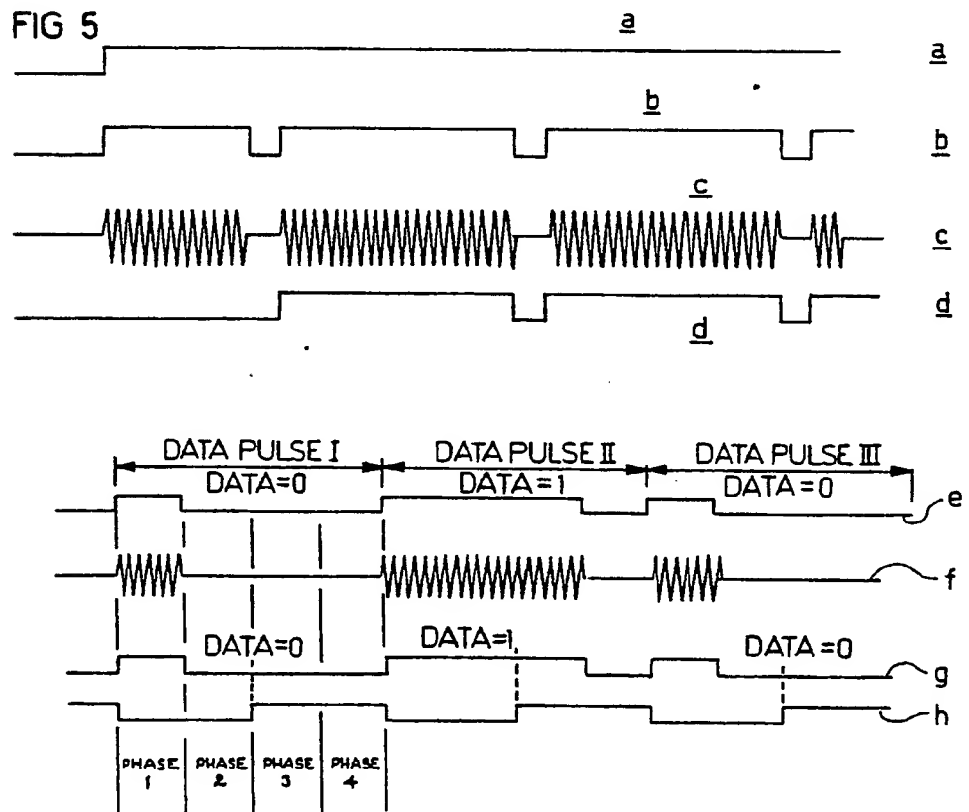 FIG 5
a
a
b
b
c
c
d
d
DATA PULSE I
DATA PULSE II
DATA PULSE III
DATA=0
DATA=1
DATA=0
e
f
DATA=0
DATA=1
DATA=0
g
h
PHASE
1
PHASE
2
PHASE
3
PHASE
4